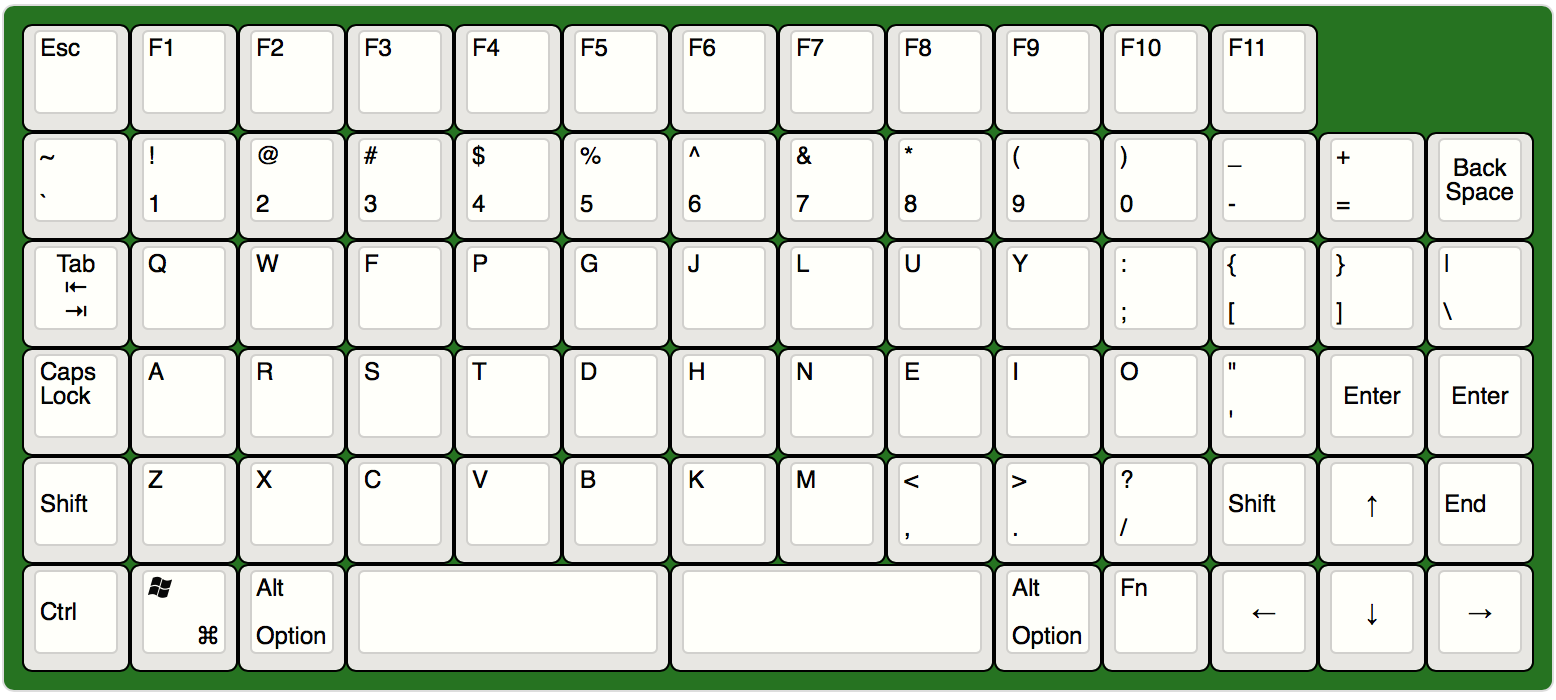 Esc F1 F2 F3 F4 F5 F6 F7 F8 F9 F10 F11
~ ! @ # $ % ^ & * ( ) _ +
Back
Space
` 1 2 3 4 5 6 7 8 9 0 - =
Tab Q W F P G J L U Y : { } |
⇤
⇥ ; [ ] \
Caps A R S T D H N E I O "
Lock Enter Enter
'
Z X C V B K M < > ?
Shift Shift ↑ End
, . /
Alt Alt Fn
Ctrl ← ↓ →
⌘ Option Option